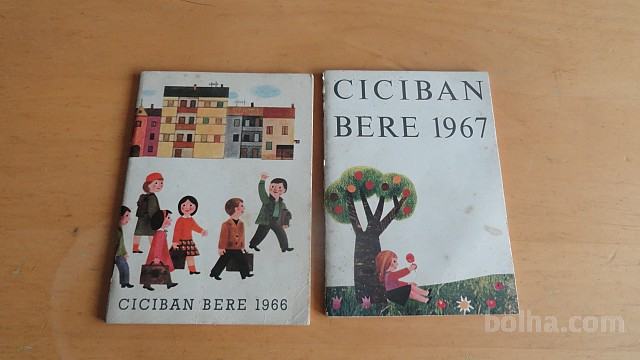 CICIBAN BERE 1966
CICIBAN
BERE 1967
bolha.com